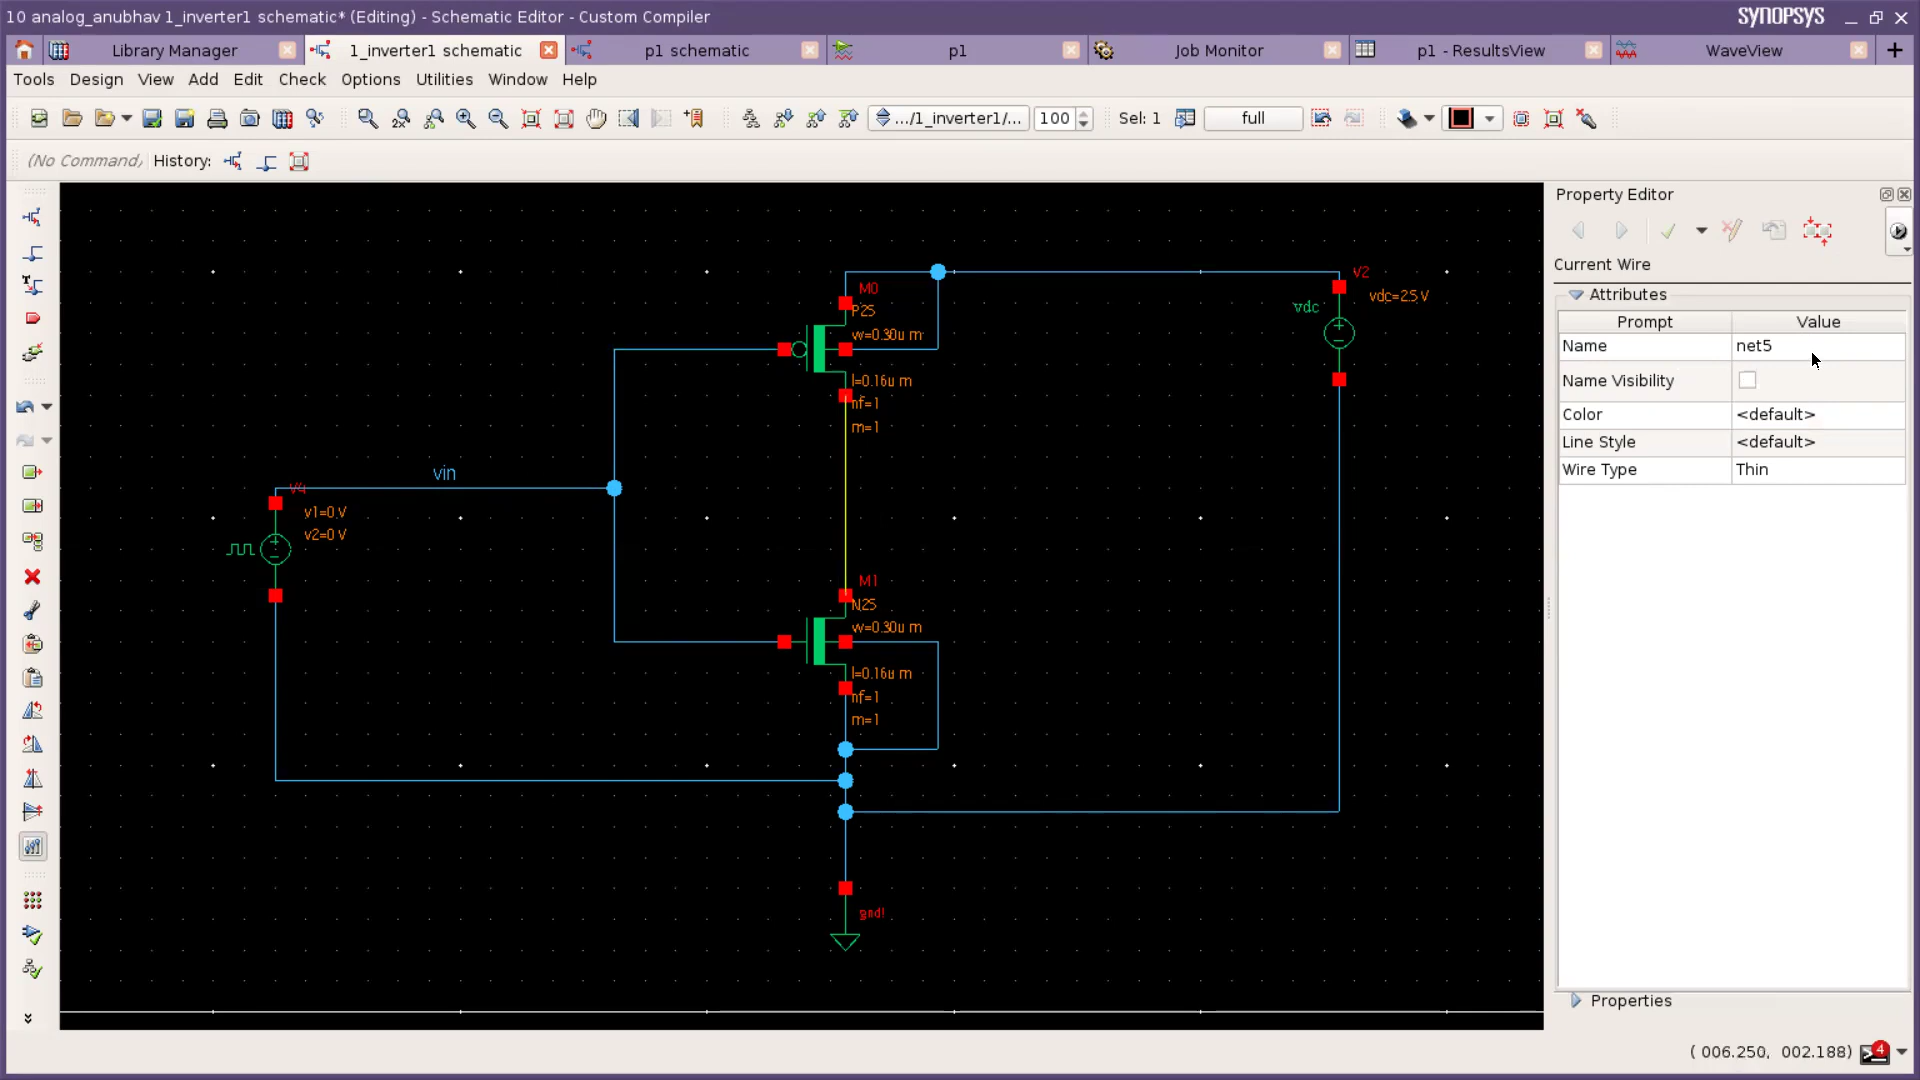 10 analog_anubhav 1_inverter1 schematic* (Editing) - Schematic Editor - Custom Compiler
SYNOPSYS
Library Manager
1_inverter1 schematic
p1 schematic
p1
Job Monitor
p1 - ResultsView
WaveView
Tools Design View Add Edit Check Options Utilities Window Help
.../1_inverter1/... 100 Sel: 1 full
(No Command) History:
Property Editor
Current Wire
Attributes
Prompt Value
Name net5
Name Visibility
Color <default>
Line Style <default>
Wire Type Thin
Properties
M0
P25
w=0.30u m
l=0.16u m
nf=1
m=1
V2
vdc=2.5 V
vdc
vin
V4
v1=0 V
v2=0 V
M1
N25
w=0.30u m
l=0.16u m
nf=1
m=1
gnd!
( 006.250, 002.188)
4